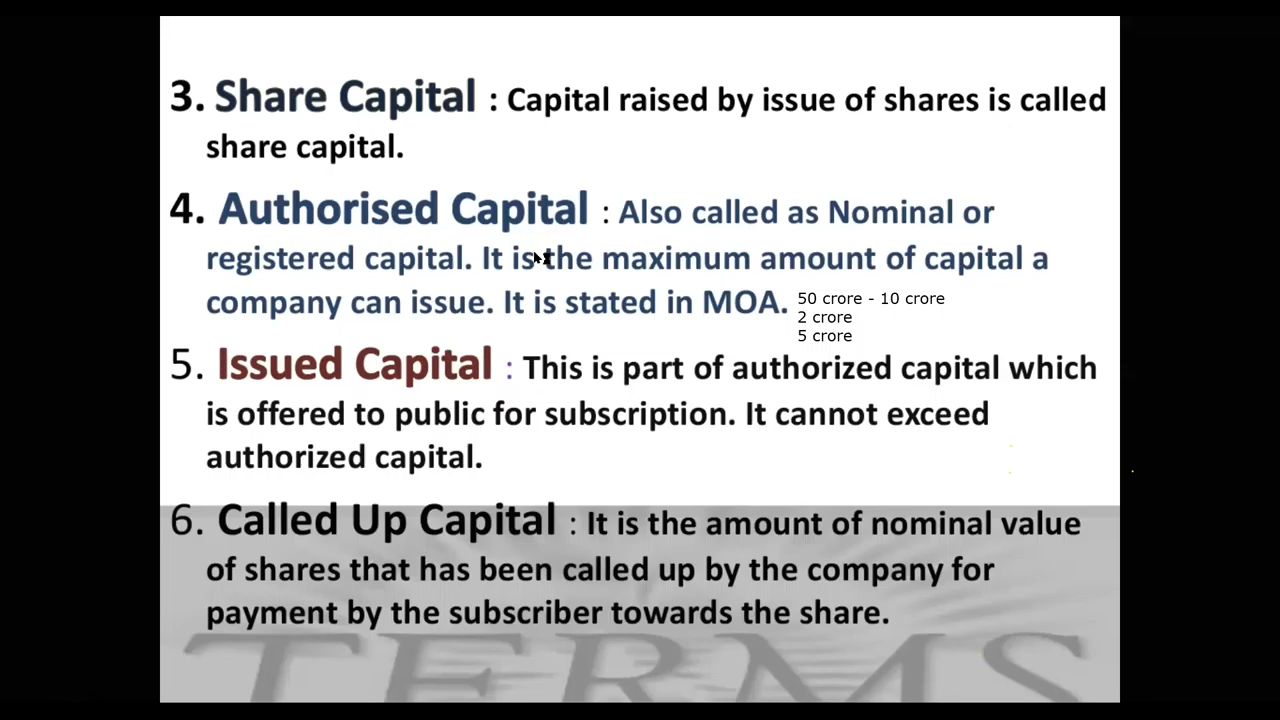 3. Share Capital : Capital raised by issue of shares is called
share capital.
4. Authorised Capital : Also called as Nominal or
registered capital. It is the maximum amount of capital a
company can issue. It is stated in MOA. 50 crore - 10 crore
2 crore
5 crore
5. Issued Capital : This is part of authorized capital which
is offered to public for subscription. It cannot exceed
authorized capital.
6. Called Up Capital : It is the amount of nominal value
of shares that has been called up by the company for
payment by the subscriber towards the share.
TERMS